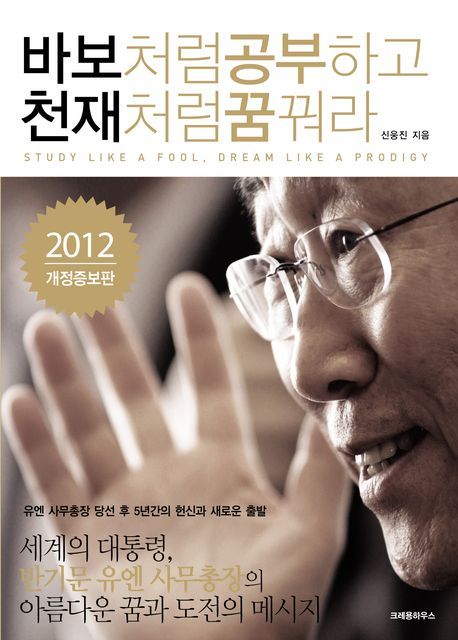 바보처럼공부하고
천재처럼꿈꿔라
신웅진 지음
STUDY LIKE A FOOL, DREAM LIKE A PRODIGY
2012
개정증보판
유엔 사무총장 당선 후 5년간의 헌신과 새로운 출발
세계의 대통령,
반기문 유엔 사무총장의
아름다운 꿈과 도전의 메시지
크레용하우스